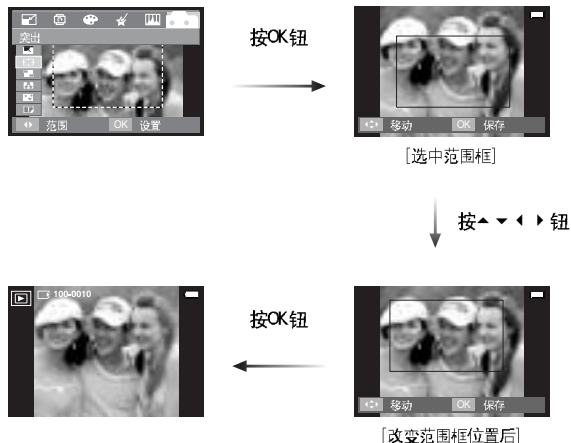 突出
范围 OK 设置
按OK钮
移动 OK 保存
[选中范围框]
按▲▼◀▶钮
100-0010
按OK钮
移动 OK 保存
[改变范围框位置后]